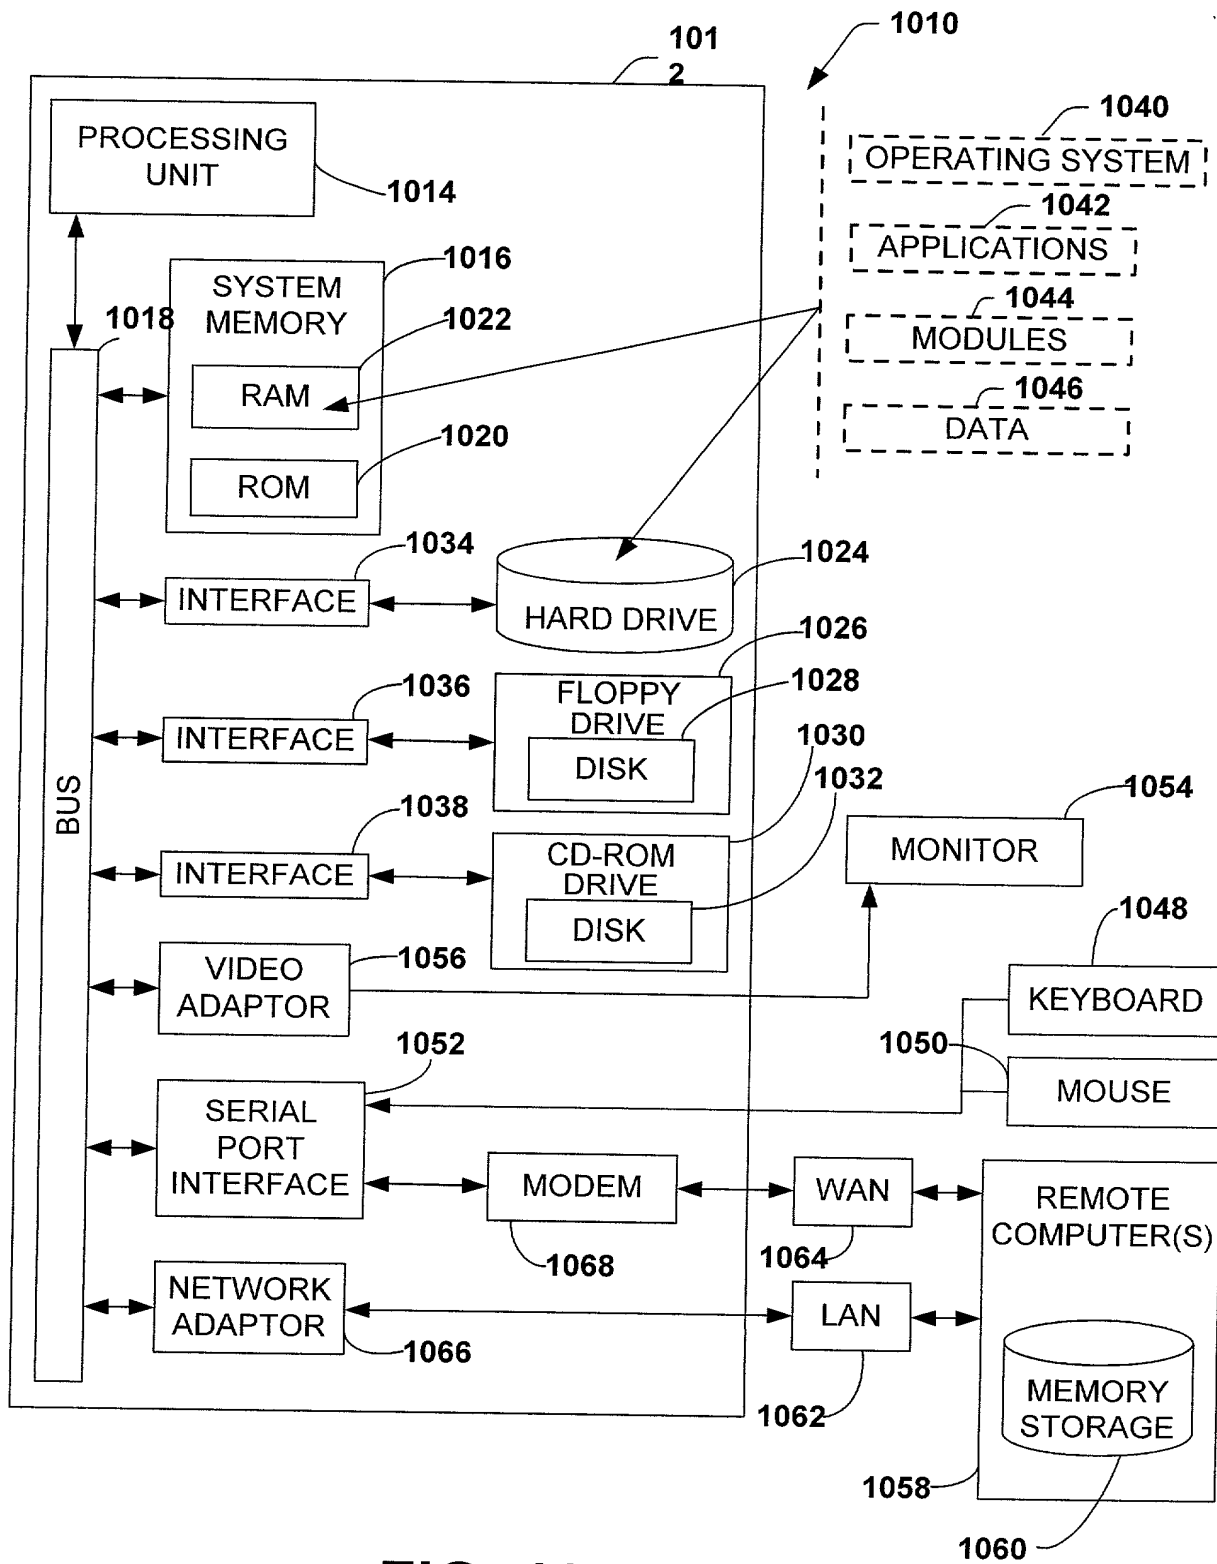 1010
101
2
1040
PROCESSING
UNIT
OPERATING SYSTEM
1014
1042
APPLICATIONS
1016
SYSTEM
MEMORY
1044
1018
1022
MODULES
RAM
1046
DATA
1020
ROM
1034
1024
INTERFACE
HARD DRIVE
1026
1036
FLOPPY
DRIVE
1028
INTERFACE
1030
DISK
1032
BUS
1038
1054
MONITOR
INTERFACE
CD-ROM
DRIVE
DISK
1048
1056
VIDEO
ADAPTOR
KEYBOARD
1052
1050
MOUSE
SERIAL
PORT
INTERFACE
MODEM
WAN
REMOTE
COMPUTER(S)
1068
1064
NETWORK
ADAPTOR
LAN
1066
1062
MEMORY
STORAGE
1058
1060